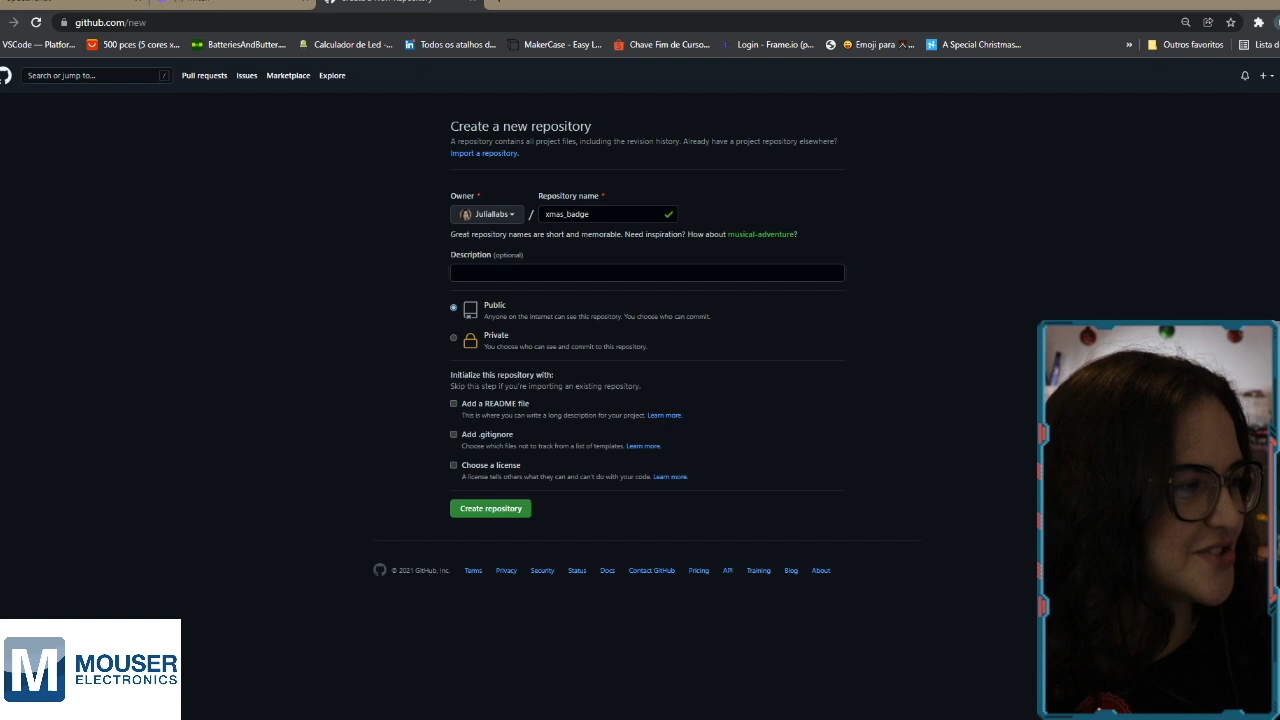 github.com/new
VSCode — Platfor...
500 pces (5 cores x...
BatteriesAndButter...
Calculador de Led -...
Todos os atalhos d...
MakerCase - Easy L...
Chave Fim de Curso...
Login - Frame.io (p...
😀 Emoji para
A Special Christmas...
»
Outros favoritos
Lista d
Search or jump to...
/
Pull requests
Issues
Marketplace
Explore
Create a new repository
A repository contains all project files, including the revision history. Already have a project repository elsewhere?
Import a repository.
Owner *
Repository name *
Juliallabs
/
xmas_badge
Great repository names are short and memorable. Need inspiration? How about musical-adventure?
Description (optional)
Public
Anyone on the internet can see this repository. You choose who can commit.
Private
You choose who can see and commit to this repository.
Initialize this repository with:
Skip this step if you're importing an existing repository.
Add a README file
This is where you can write a long description for your project. Learn more.
Add .gitignore
Choose which files not to track from a list of templates. Learn more.
Choose a license
A license tells others what they can and can't do with your code. Learn more.
Create repository
© 2021 GitHub, Inc.
Terms
Privacy
Security
Status
Docs
Contact GitHub
Pricing
API
Training
Blog
About
M
MOUSER
ELECTRONICS